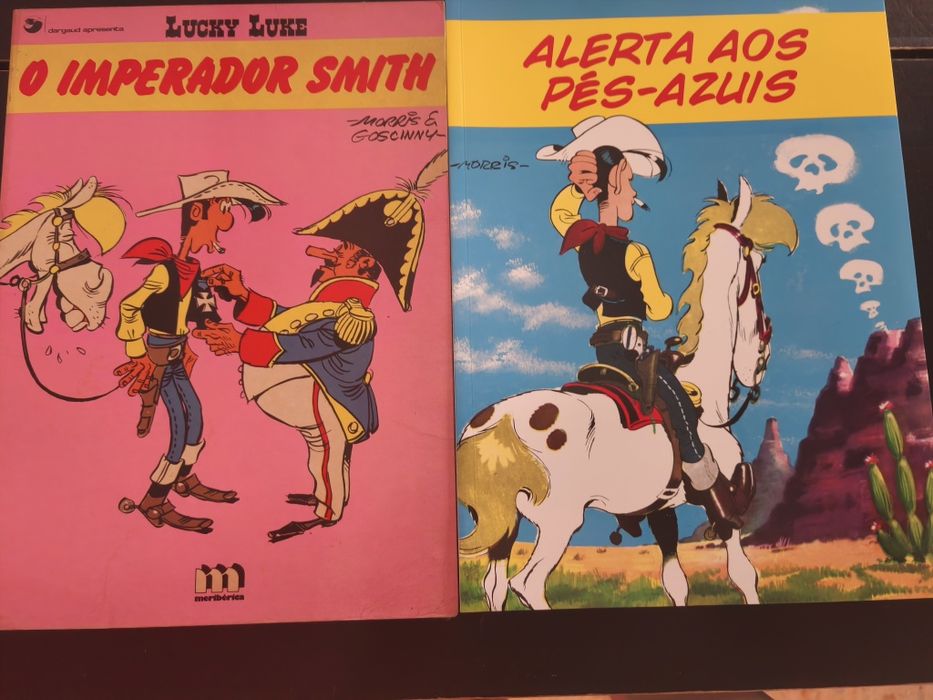 dargaud apresenta
LUCKY LUKE
O IMPERADOR SMITH
-MORRIS &
GOSCINNY-
m
meribérica
ALERTA AOS
PÉS-AZUIS
-MORRIS-